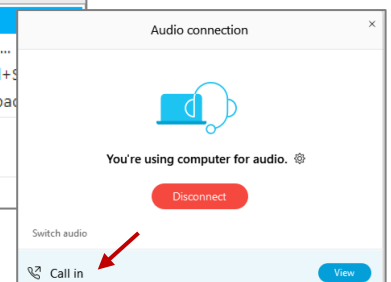 ...
+S
Audio connection
You're using computer for audio.
Disconnect
Switch audio
Call in
View